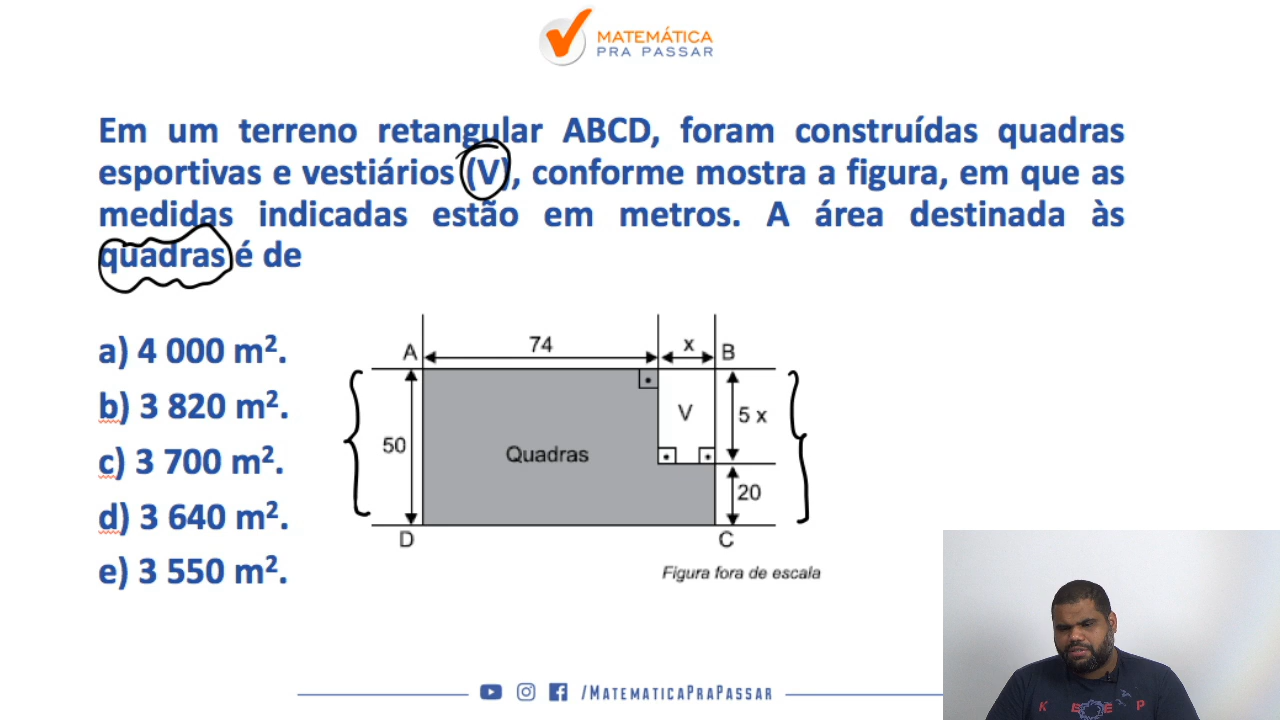 MATEMÁTICA
PRA PASSAR
Em um terreno retangular ABCD, foram construídas quadras
esportivas e vestiários (V), conforme mostra a figura, em que as
medidas indicadas estão em metros. A área destinada às
quadras é de
a) 4 000 m².
b) 3 820 m².
c) 3 700 m².
d) 3 640 m².
e) 3 550 m².
A
74
x
B
50
V
5 x
Quadras
20
D
C
Figura fora de escala
/MatematicaPraPassar
K E E P